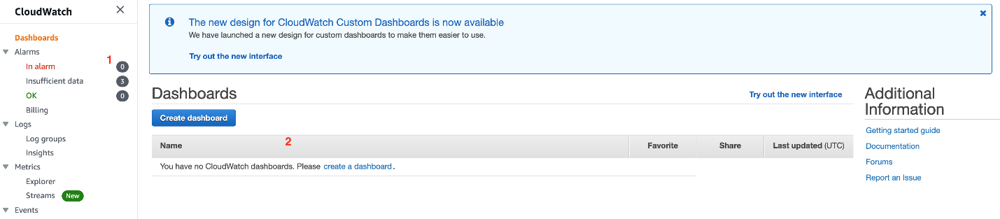 CloudWatch
Dashboards
Alarms
1
In alarm 0
Insufficient data 3
OK 0
Billing
Logs
Log groups
Insights
Metrics
Explorer
Streams New
Events
The new design for CloudWatch Custom Dashboards is now available
We have launched a new design for custom dashboards to make them easier to use.
Try out the new interface
Dashboards
Try out the new interface
Create dashboard
2
Name Favorite Share Last updated (UTC)
You have no CloudWatch dashboards. Please create a dashboard.
Additional
Information
Getting started guide
Documentation
Forums
Report an Issue